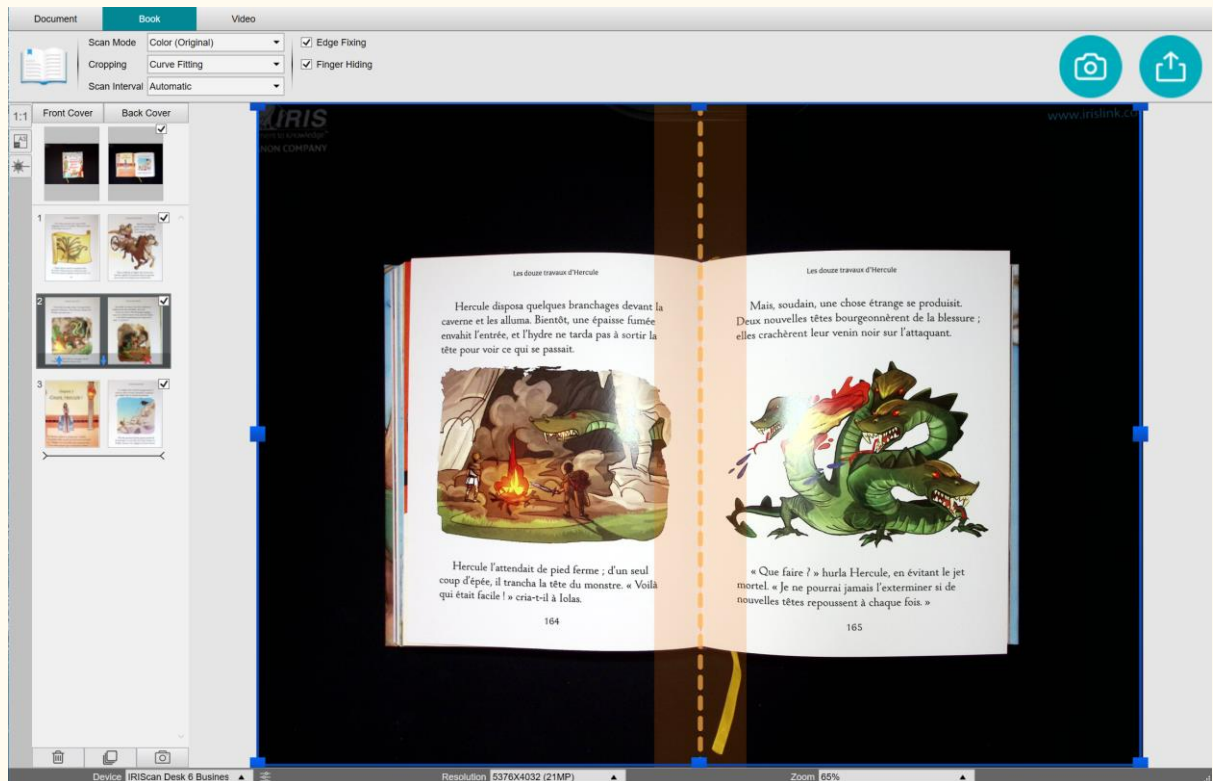 Document Book Video
Scan Mode Color (Original)
Edge Fixing
Cropping Curve Fitting
Finger Hiding
Scan Interval Automatic
1:1
Front Cover Back Cover
A3
1
2
3
IRIS
NON COMPANY
www.irislink.co
Les douze travaux d'Hercule
Hercule disposa quelques branchages devant la
caverne et les alluma. Bientôt, une épaisse fumée
envahit l'entrée, et l'hydre ne tarda pas à sortir la
tête pour voir ce qui se passait.
Hercule l'attendait de pied ferme ; d'un seul
coup d'épée, il trancha la tête du monstre. « Voilà
qui était facile ! » cria-t-il à Iolas.
164
Les douze travaux d'Hercule
Mais, soudain, une chose étrange se produisit.
Deux nouvelles têtes bourgeonnèrent de la blessure ;
elles crachèrent leur venin noir sur l'attaquant.
« Que faire ? » hurla Hercule, en évitant le jet
mortel. « Je ne pourrai jamais l'exterminer si de
nouvelles têtes repoussent à chaque fois. »
165
Device IRIScan Desk 6 Busines
Resolution 5376X4032 (21MP)
Zoom 65%